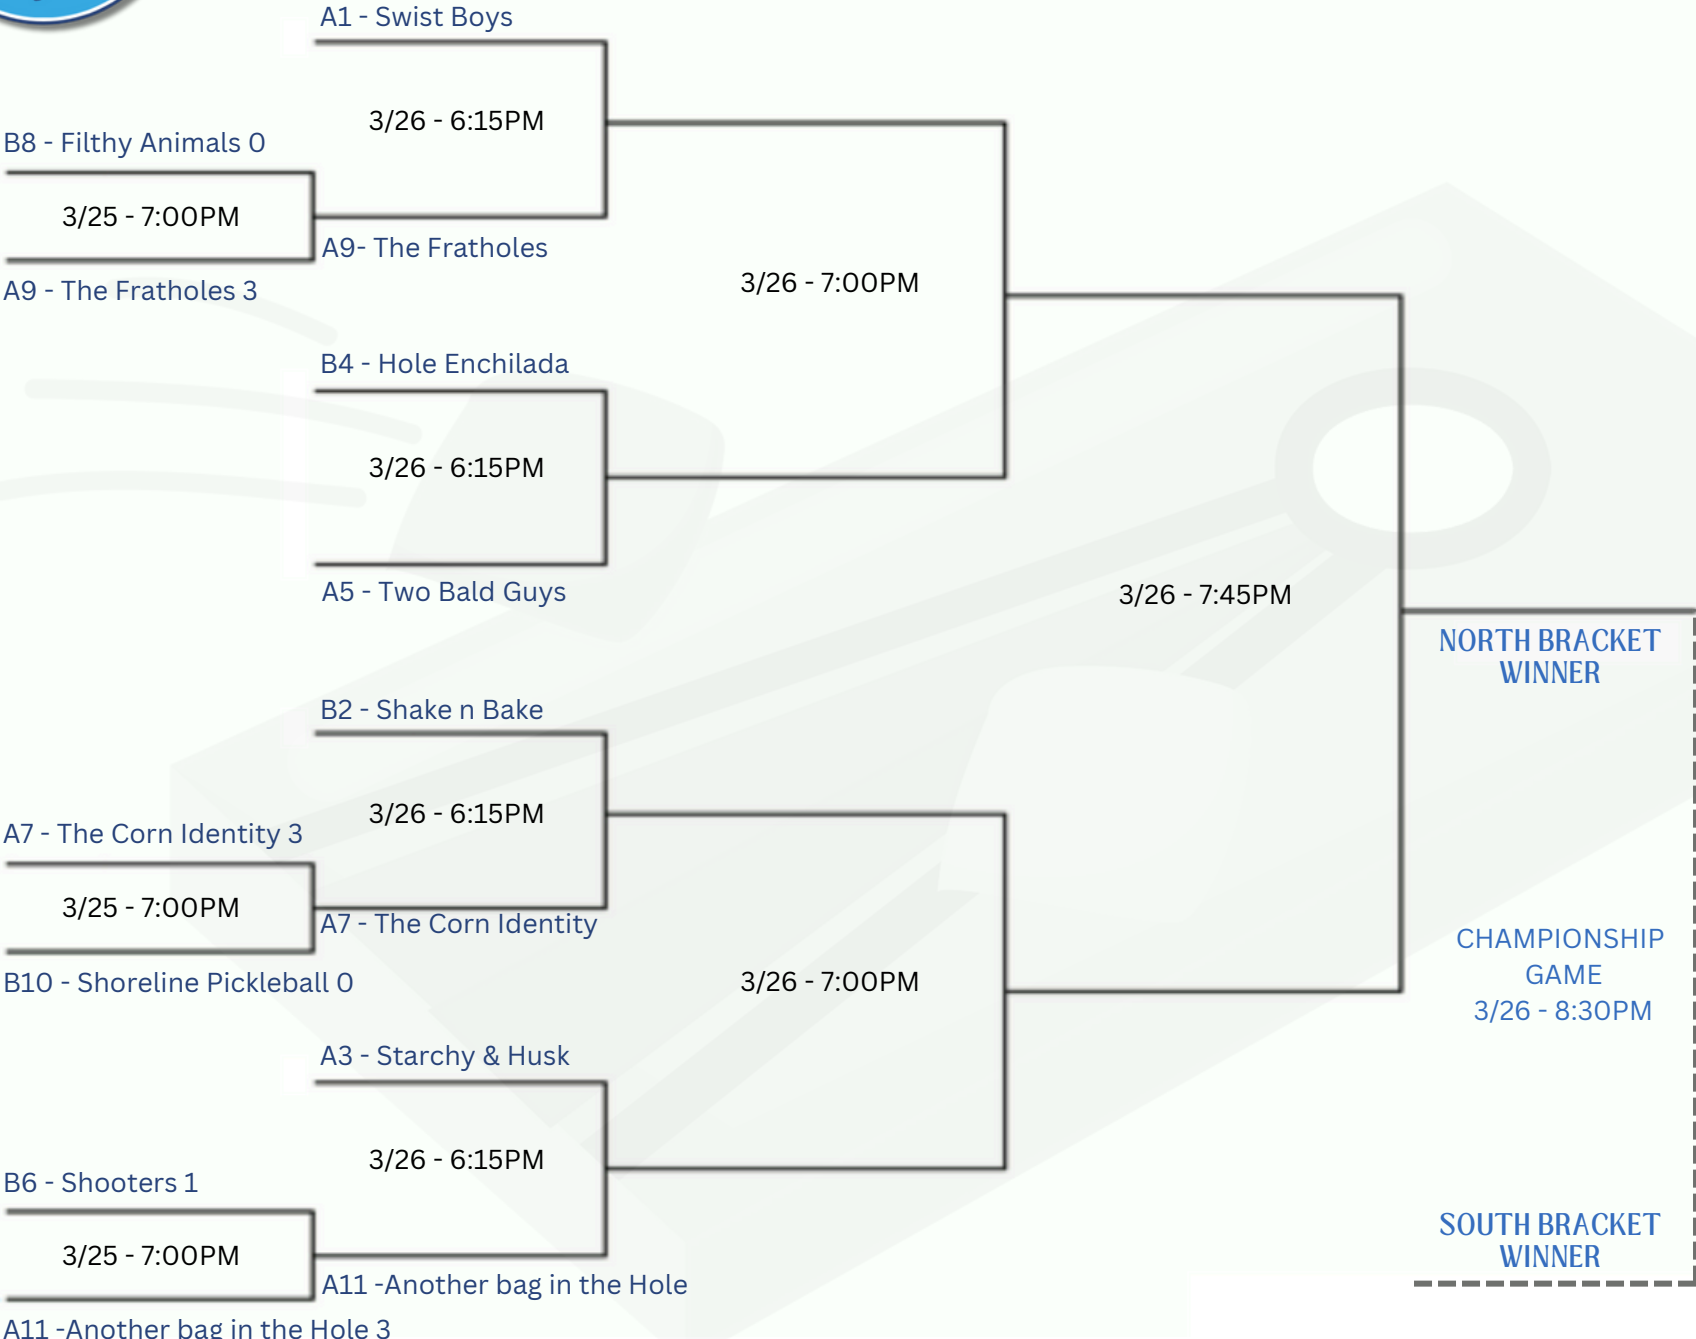 A1 - Swist Boys
3/26 - 6:15PM
B8 - Filthy Animals 0
3/25 - 7:00PM
A9- The Fratholes
A9 - The Fratholes 3
3/26 - 7:00PM
B4 - Hole Enchilada
3/26 - 6:15PM
A5 - Two Bald Guys
3/26 - 7:45PM
NORTH BRACKET
WINNER
B2 - Shake n Bake
3/26 - 6:15PM
A7 - The Corn Identity 3
3/25 - 7:00PM
A7 - The Corn Identity
B10 - Shoreline Pickleball 0
3/26 - 7:00PM
CHAMPIONSHIP
GAME
3/26 - 8:30PM
A3 - Starchy & Husk
3/26 - 6:15PM
B6 - Shooters 1
3/25 - 7:00PM
A11 -Another bag in the Hole
A11 -Another bag in the Hole 3
SOUTH BRACKET
WINNER